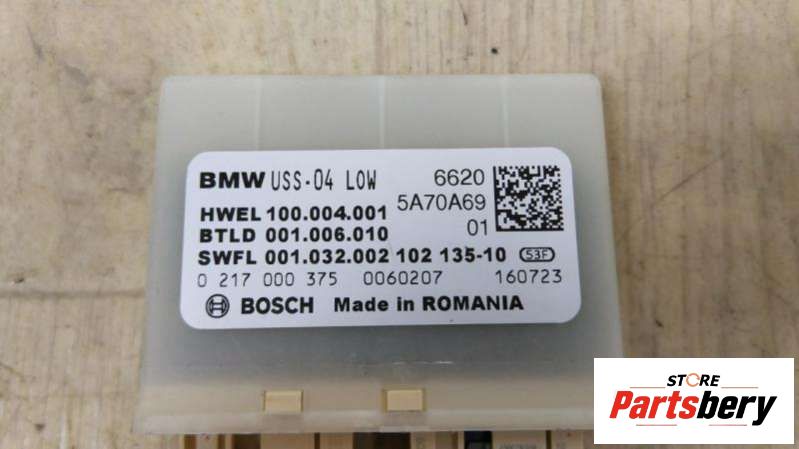 BMW USS-04 LOW 6620
HWEL 100.004.001 5A70A69
BTLD 001.006.010 01
SWFL 001.032.002 102 135-10 53F
0 217 000 375 0060207 160723
BOSCH Made in ROMANIA
STORE
Partsbery